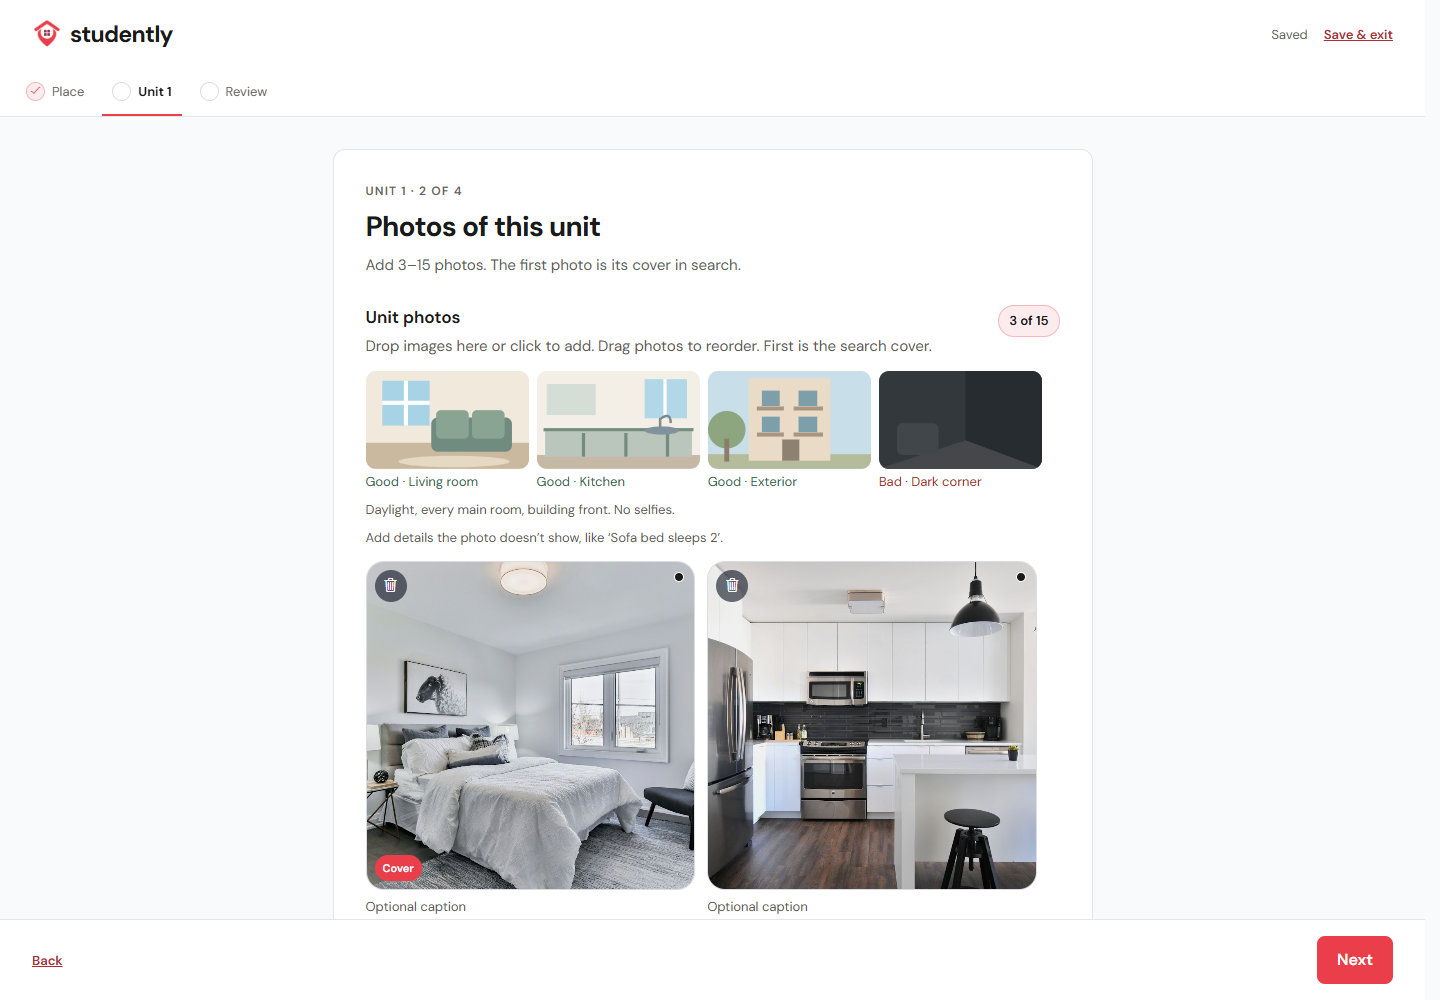 studently
Saved
Save & exit
Place
Unit 1
Review
UNIT 1 · 2 OF 4
Photos of this unit
Add 3–15 photos. The first photo is its cover in search.
Unit photos
3 of 15
Drop images here or click to add. Drag photos to reorder. First is the search cover.
Good · Living room
Good · Kitchen
Good · Exterior
Bad · Dark corner
Daylight, every main room, building front. No selfies.
Add details the photo doesn’t show, like ‘Sofa bed sleeps 2’.
Cover
Optional caption
Optional caption
Back
Next